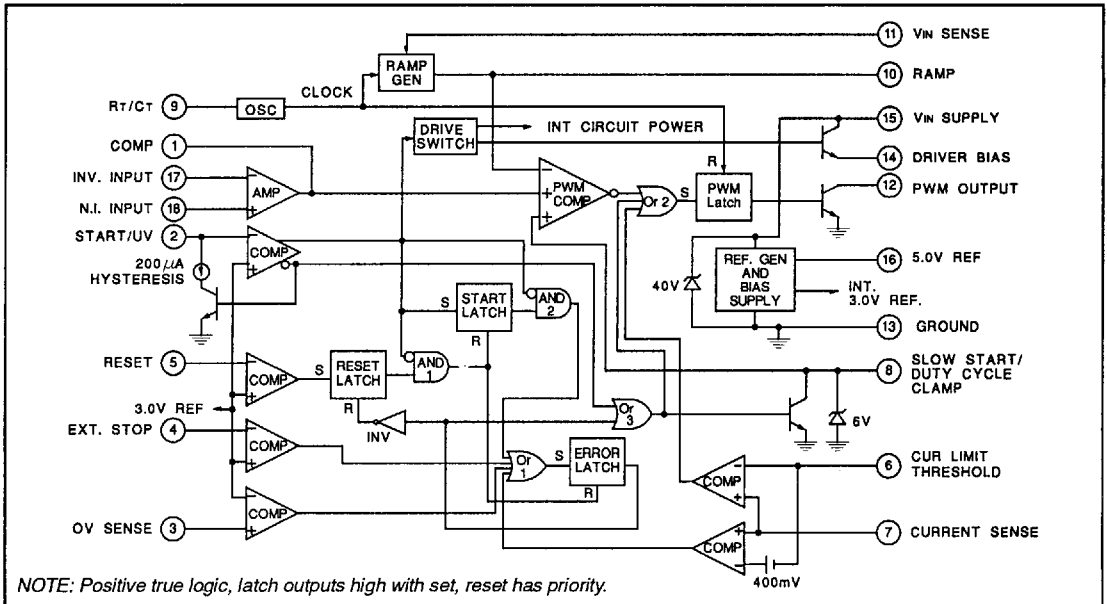 11 VIN SENSE
RAMP
GEN
10 RAMP
CLOCK
RT/CT 9
OSC
DRIVE
SWITCH
INT CIRCUIT POWER
15 VIN SUPPLY
COMP 1
14 DRIVER BIAS
INV. INPUT 17
-
AMP
+
N.I. INPUT 18
-
+
+
PWM
COMP
Or 2
S
R
PWM
Latch
12 PWM OUTPUT
START/UV 2
-
COMP
+
200µA
HYSTERESIS
40V
REF. GEN
AND
BIAS
SUPPLY
16 5.0V REF
INT.
3.0V REF.
S
START
LATCH
R
AND
2
13 GROUND
RESET 5
-
COMP
+
S
RESET
LATCH
R
AND
1
8 SLOW START/
DUTY CYCLE
CLAMP
3.0V REF
INV
Or
3
6V
EXT. STOP 4
-
COMP
+
Or
1
S
ERROR
LATCH
R
-
COMP
+
6 CUR LIMIT
THRESHOLD
OV SENSE 3
-
COMP
+
+
COMP
-
7 CURRENT SENSE
400mV
NOTE: Positive true logic, latch outputs high with set, reset has priority.